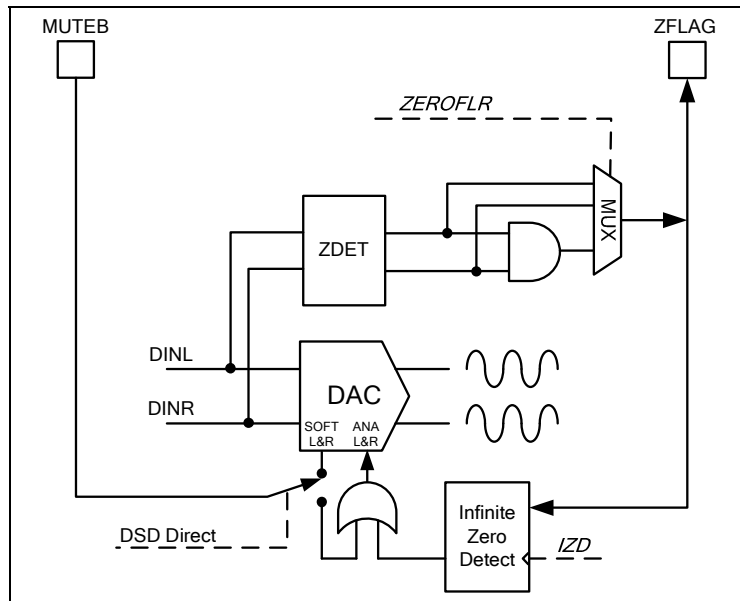 MUTEB
ZFLAG
ZEROFLR
MUX
ZDET
DINL
DINR
DAC
SOFT
L&R
ANA
L&R
DSD Direct
Infinite
Zero
Detect
IZD